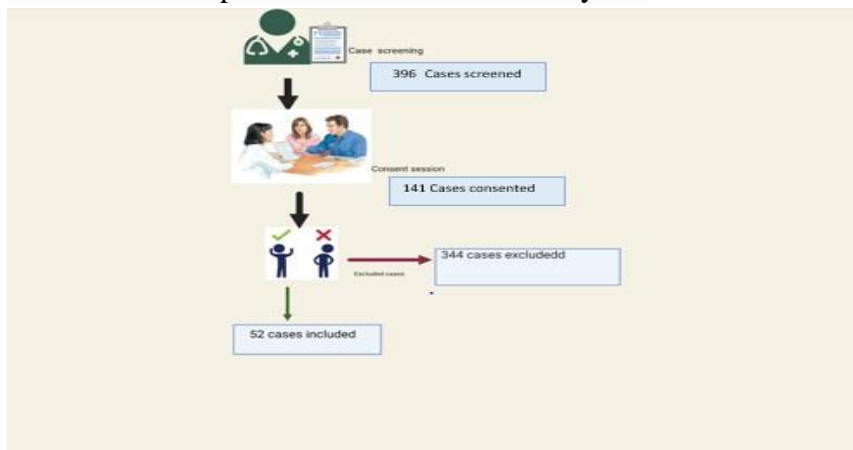 Case screening
396 Cases screened
Consent session
141 Cases consented
344 cases excludedd
Excluded cases
52 cases included